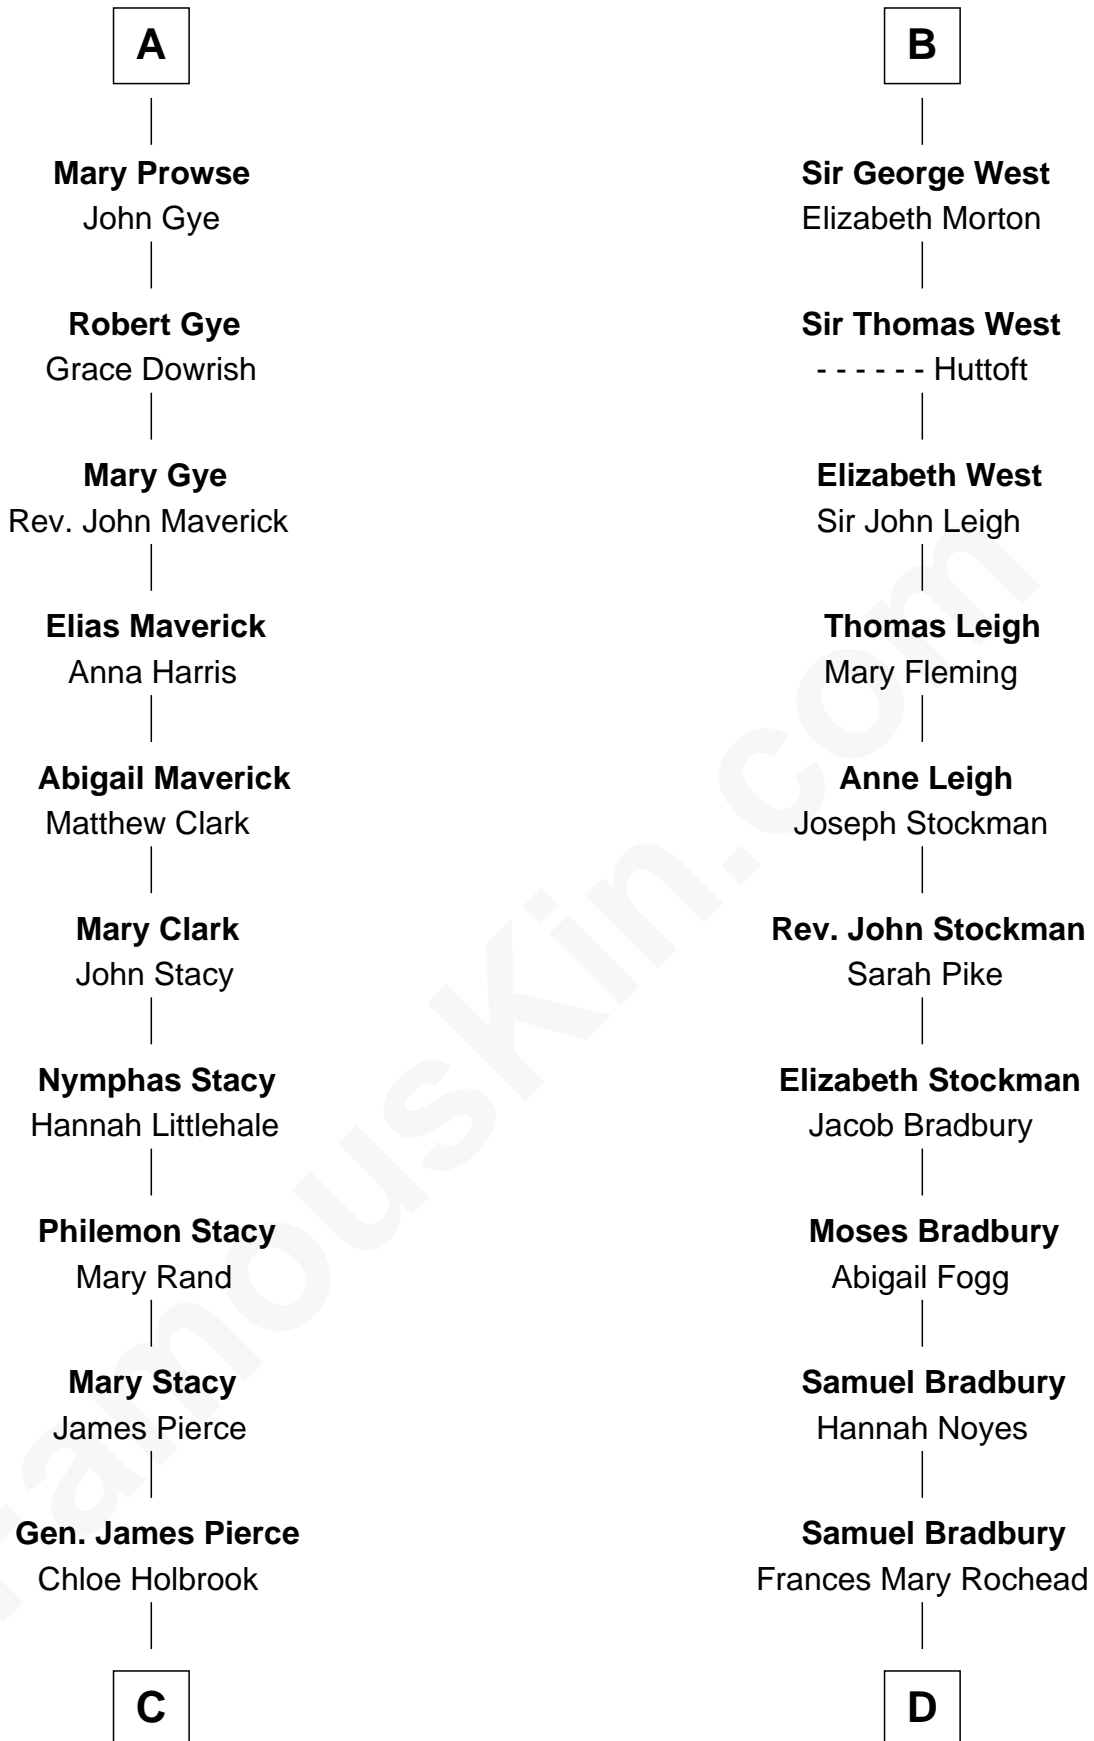 A
Mary Prowse
John Gye
Robert Gye
Grace Dowrish
Mary Gye
Rev. John Maverick
Elias Maverick
Anna Harris
Abigail Maverick
Matthew Clark
Mary Clark
John Stacy
Nymphas Stacy
Hannah Littlehale
Philemon Stacy
Mary Rand
Mary Stacy
James Pierce
Gen. James Pierce
Chloe Holbrook
C
B
Sir George West
Elizabeth Morton
Sir Thomas West
- - - - - - Huttoft
Elizabeth West
Sir John Leigh
Thomas Leigh
Mary Fleming
Anne Leigh
Joseph Stockman
Rev. John Stockman
Sarah Pike
Elizabeth Stockman
Jacob Bradbury
Moses Bradbury
Abigail Fogg
Samuel Bradbury
Hannah Noyes
Samuel Bradbury
Frances Mary Rochead
D
FamousKin.com